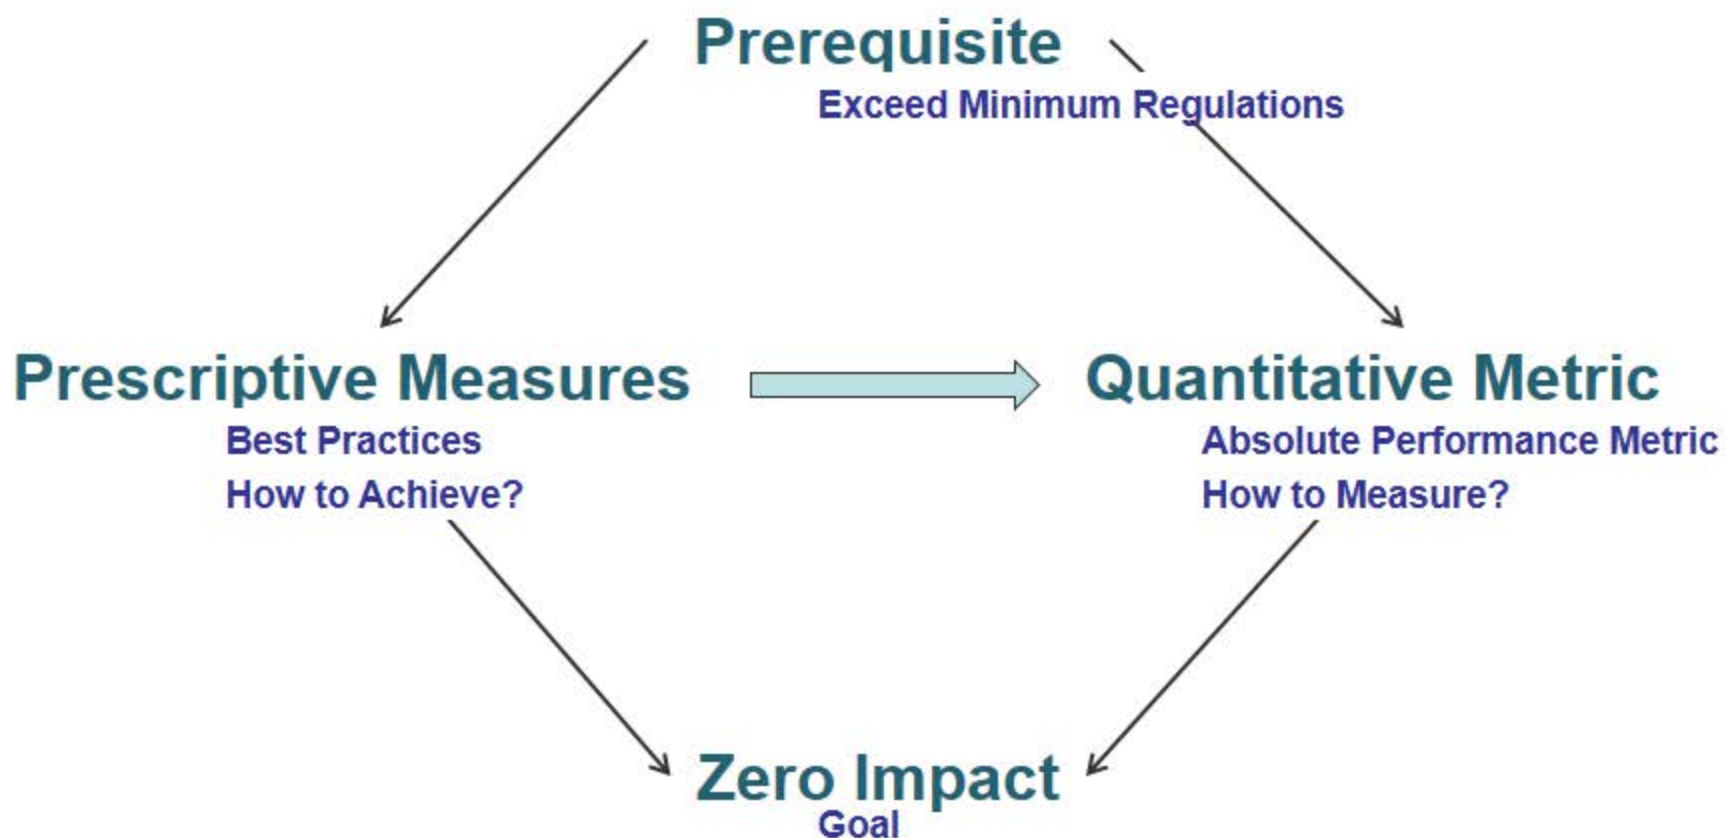 Prerequisite
Exceed Minimum Regulations
Prescriptive Measures
Best Practices
How to Achieve?
Quantitative Metric
Absolute Performance Metric
How to Measure?
Zero Impact
Goal